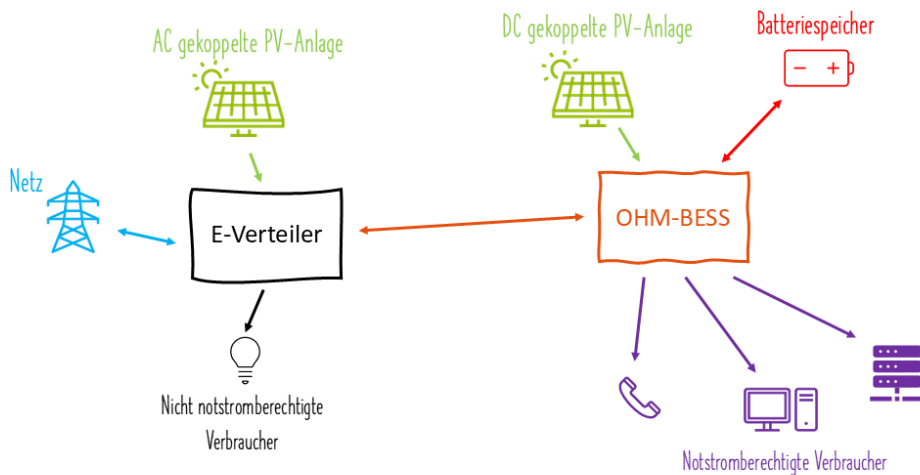 AC gekoppelte PV-Anlage
DC gekoppelte PV-Anlage
Batteriespeicher
Netz
E-Verteiler
OHM-BESS
Nicht notstromberechtigte
Verbraucher
Notstromberechtigte Verbraucher